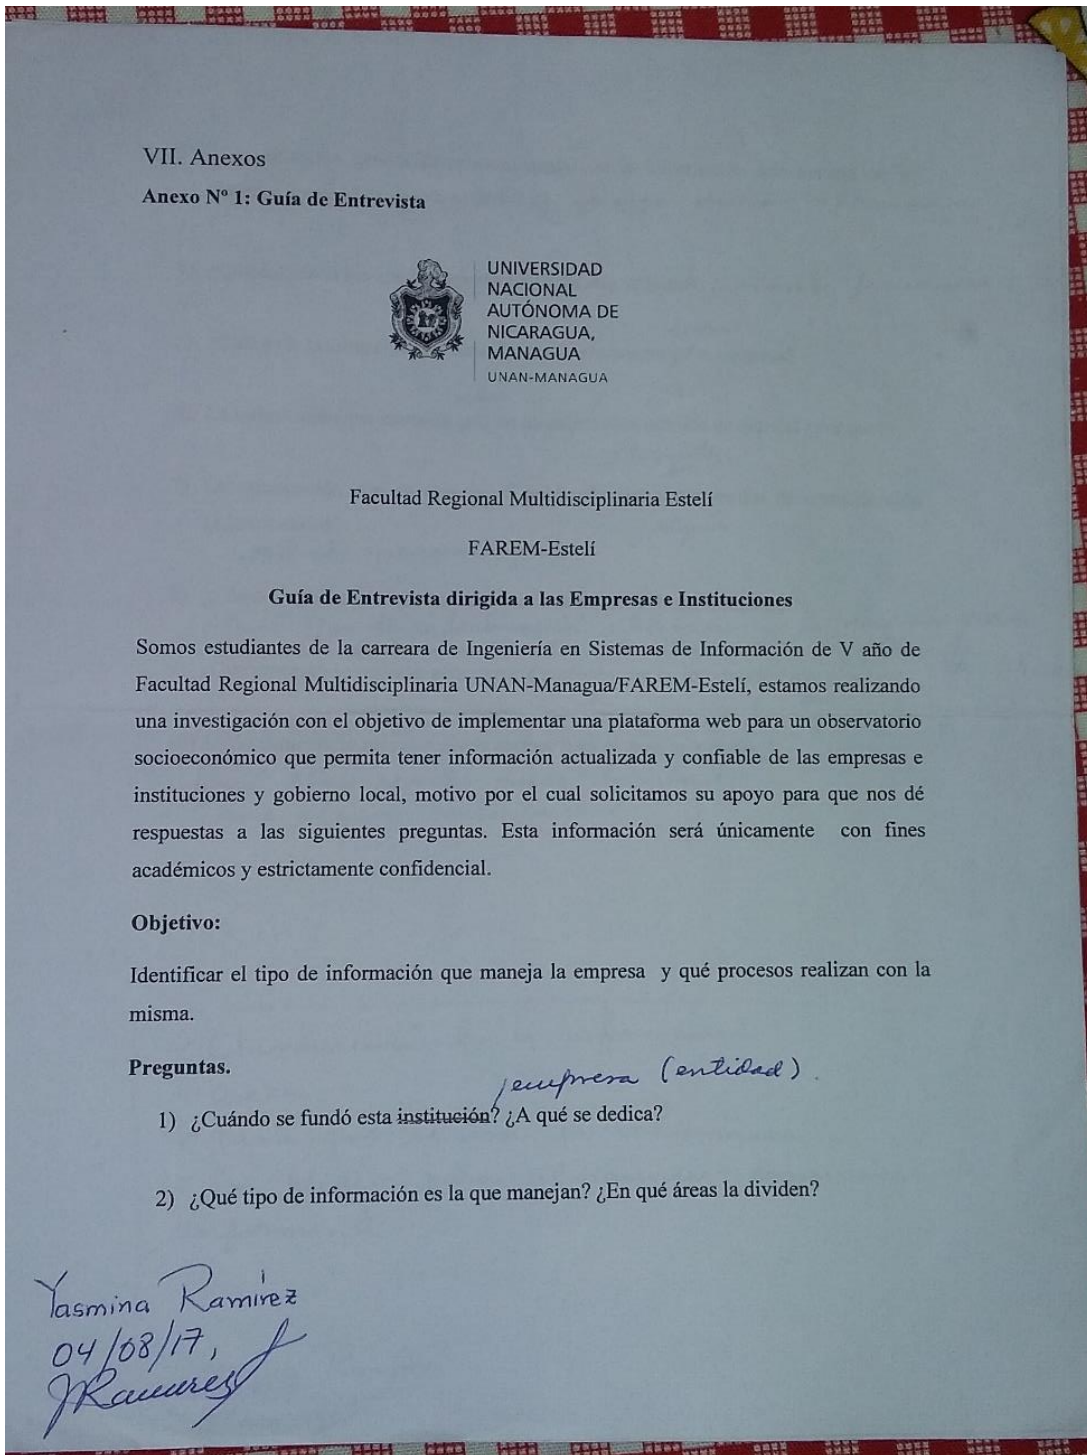 VII. Anexos
Anexo Nº 1: Guía de Entrevista
UNIVERSIDAD
NACIONAL
AUTÓNOMA DE
NICARAGUA,
MANAGUA
UNAN-MANAGUA
Facultad Regional Multidisciplinaria Estelí
FAREM-Estelí
Guía de Entrevista dirigida a las Empresas e Instituciones
Somos estudiantes de la carreara de Ingeniería en Sistemas de Información de V año de
Facultad Regional Multidisciplinaria UNAN-Managua/FAREM-Estelí, estamos realizando
una investigación con el objetivo de implementar una plataforma web para un observatorio
socioeconómico que permita tener información actualizada y confiable de las empresas e
instituciones y gobierno local, motivo por el cual solicitamos su apoyo para que nos dé
respuestas a las siguientes preguntas. Esta información será únicamente con fines
académicos y estrictamente confidencial.
Objetivo:
Identificar el tipo de información que maneja la empresa y qué procesos realizan con la
misma.
Preguntas.
empresa (entidad).
1) ¿Cuándo se fundó esta institución? ¿A qué se dedica?
2) ¿Qué tipo de información es la que manejan? ¿En qué áreas la dividen?
Yasmina Ramírez
04/08/17,